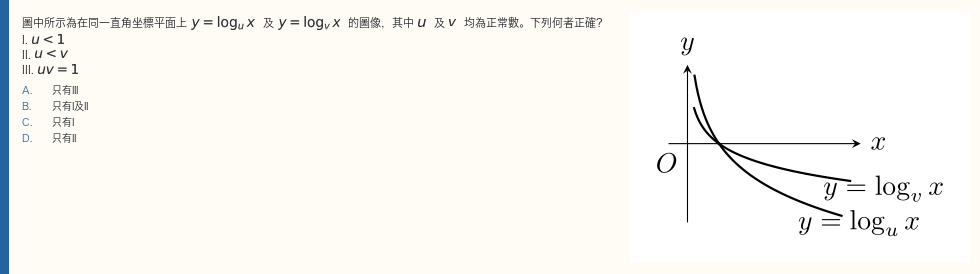 圖中所示為在同一直角坐標平面上 y = log_u x 及 y = log_v x 的圖像，其中 u 及 v 均為正常數。下列何者正確?
I. u < 1
II. u < v
III. uv = 1
A. 只有III
B. 只有I及II
C. 只有I
D. 只有II
y
x
O
y = log_v x
y = log_u x